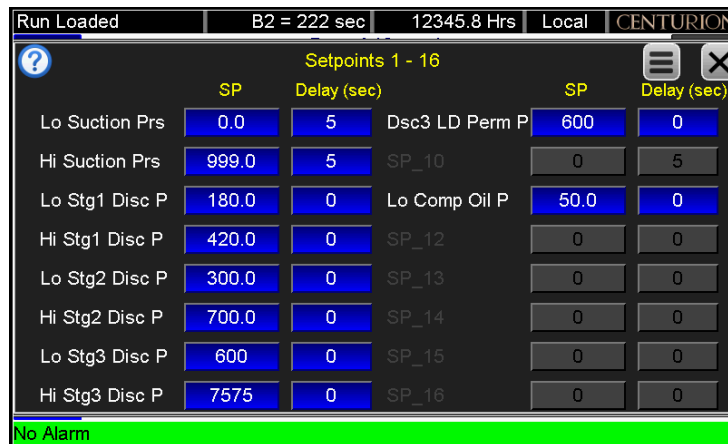 Run Loaded B2 = 222 sec 12345.8 Hrs Local CENTURION
? Setpoints 1 - 16
SP Delay (sec) SP Delay (sec)
Lo Suction Prs 0.0 5 Dsc3 LD Perm P 600 0
Hi Suction Prs 999.0 5 SP_10 0 5
Lo Stg1 Disc P 180.0 0 Lo Comp Oil P 50.0 0
Hi Stg1 Disc P 420.0 0 SP_12 0 0
Lo Stg2 Disc P 300.0 0 SP_13 0 0
Hi Stg2 Disc P 700.0 0 SP_14 0 0
Lo Stg3 Disc P 600 0 SP_15 0 0
Hi Stg3 Disc P 7575 0 SP_16 0 0
No Alarm